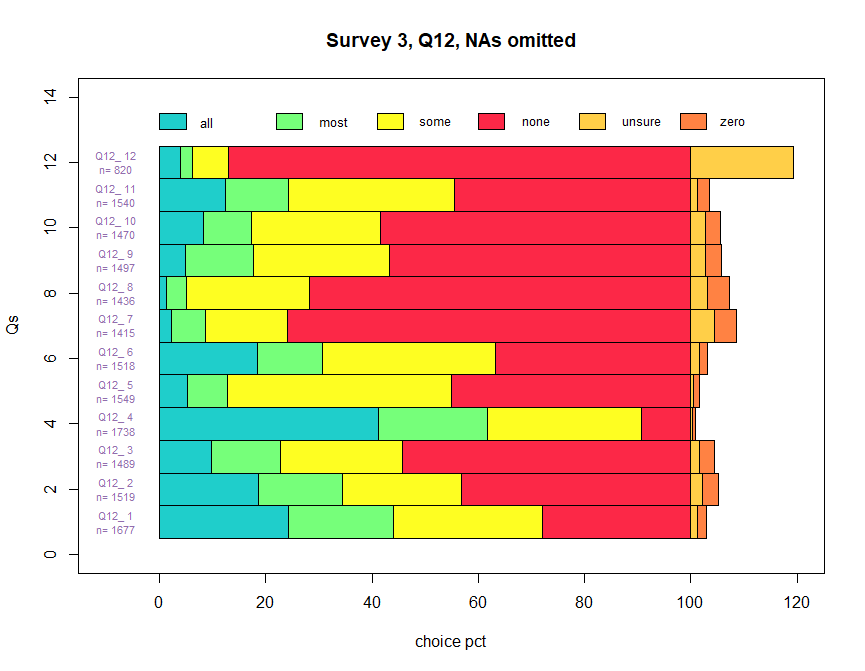 Survey 3, Q12, NAs omitted
all most some none unsure zero
Q12_ 12
n= 820
Q12_ 11
n= 1540
Q12_ 10
n= 1470
Q12_ 9
n= 1497
Q12_ 8
n= 1436
Q12_ 7
n= 1415
Q12_ 6
n= 1518
Q12_ 5
n= 1549
Q12_ 4
n= 1738
Q12_ 3
n= 1489
Q12_ 2
n= 1519
Q12_ 1
n= 1677
14
12
10
8
6
4
2
0
Qs
0 20 40 60 80 100 120
choice pct